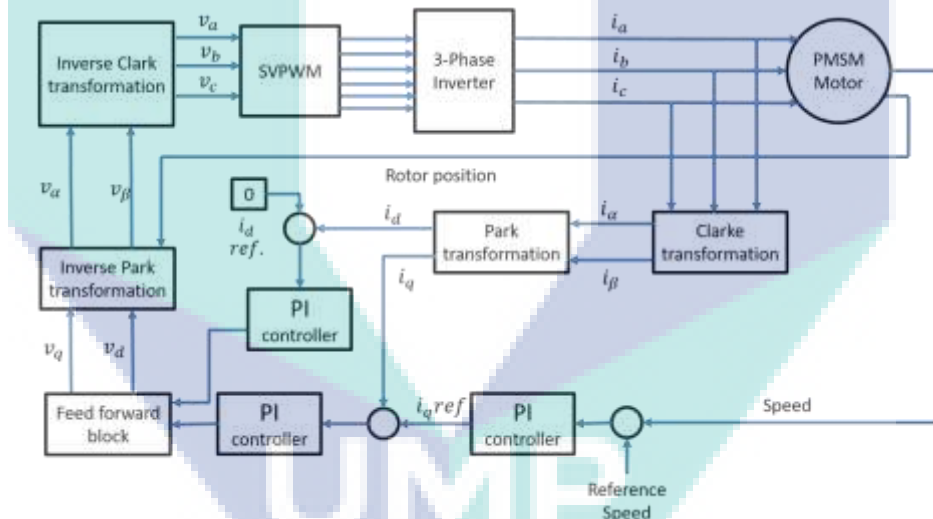 Inverse Clark
transformation
v_a
v_b
v_c
SVPWM
3-Phase
Inverter
i_a
i_b
i_c
PMSM
Motor
Rotor position
v_α
v_β
0
i_d
ref.
i_d
Park
transformation
i_q
i_α
i_β
Clarke
transformation
Inverse Park
transformation
PI
controller
v_q
v_d
Feed forward
block
PI
controller
i_q ref
PI
controller
Speed
Reference
Speed
UMP